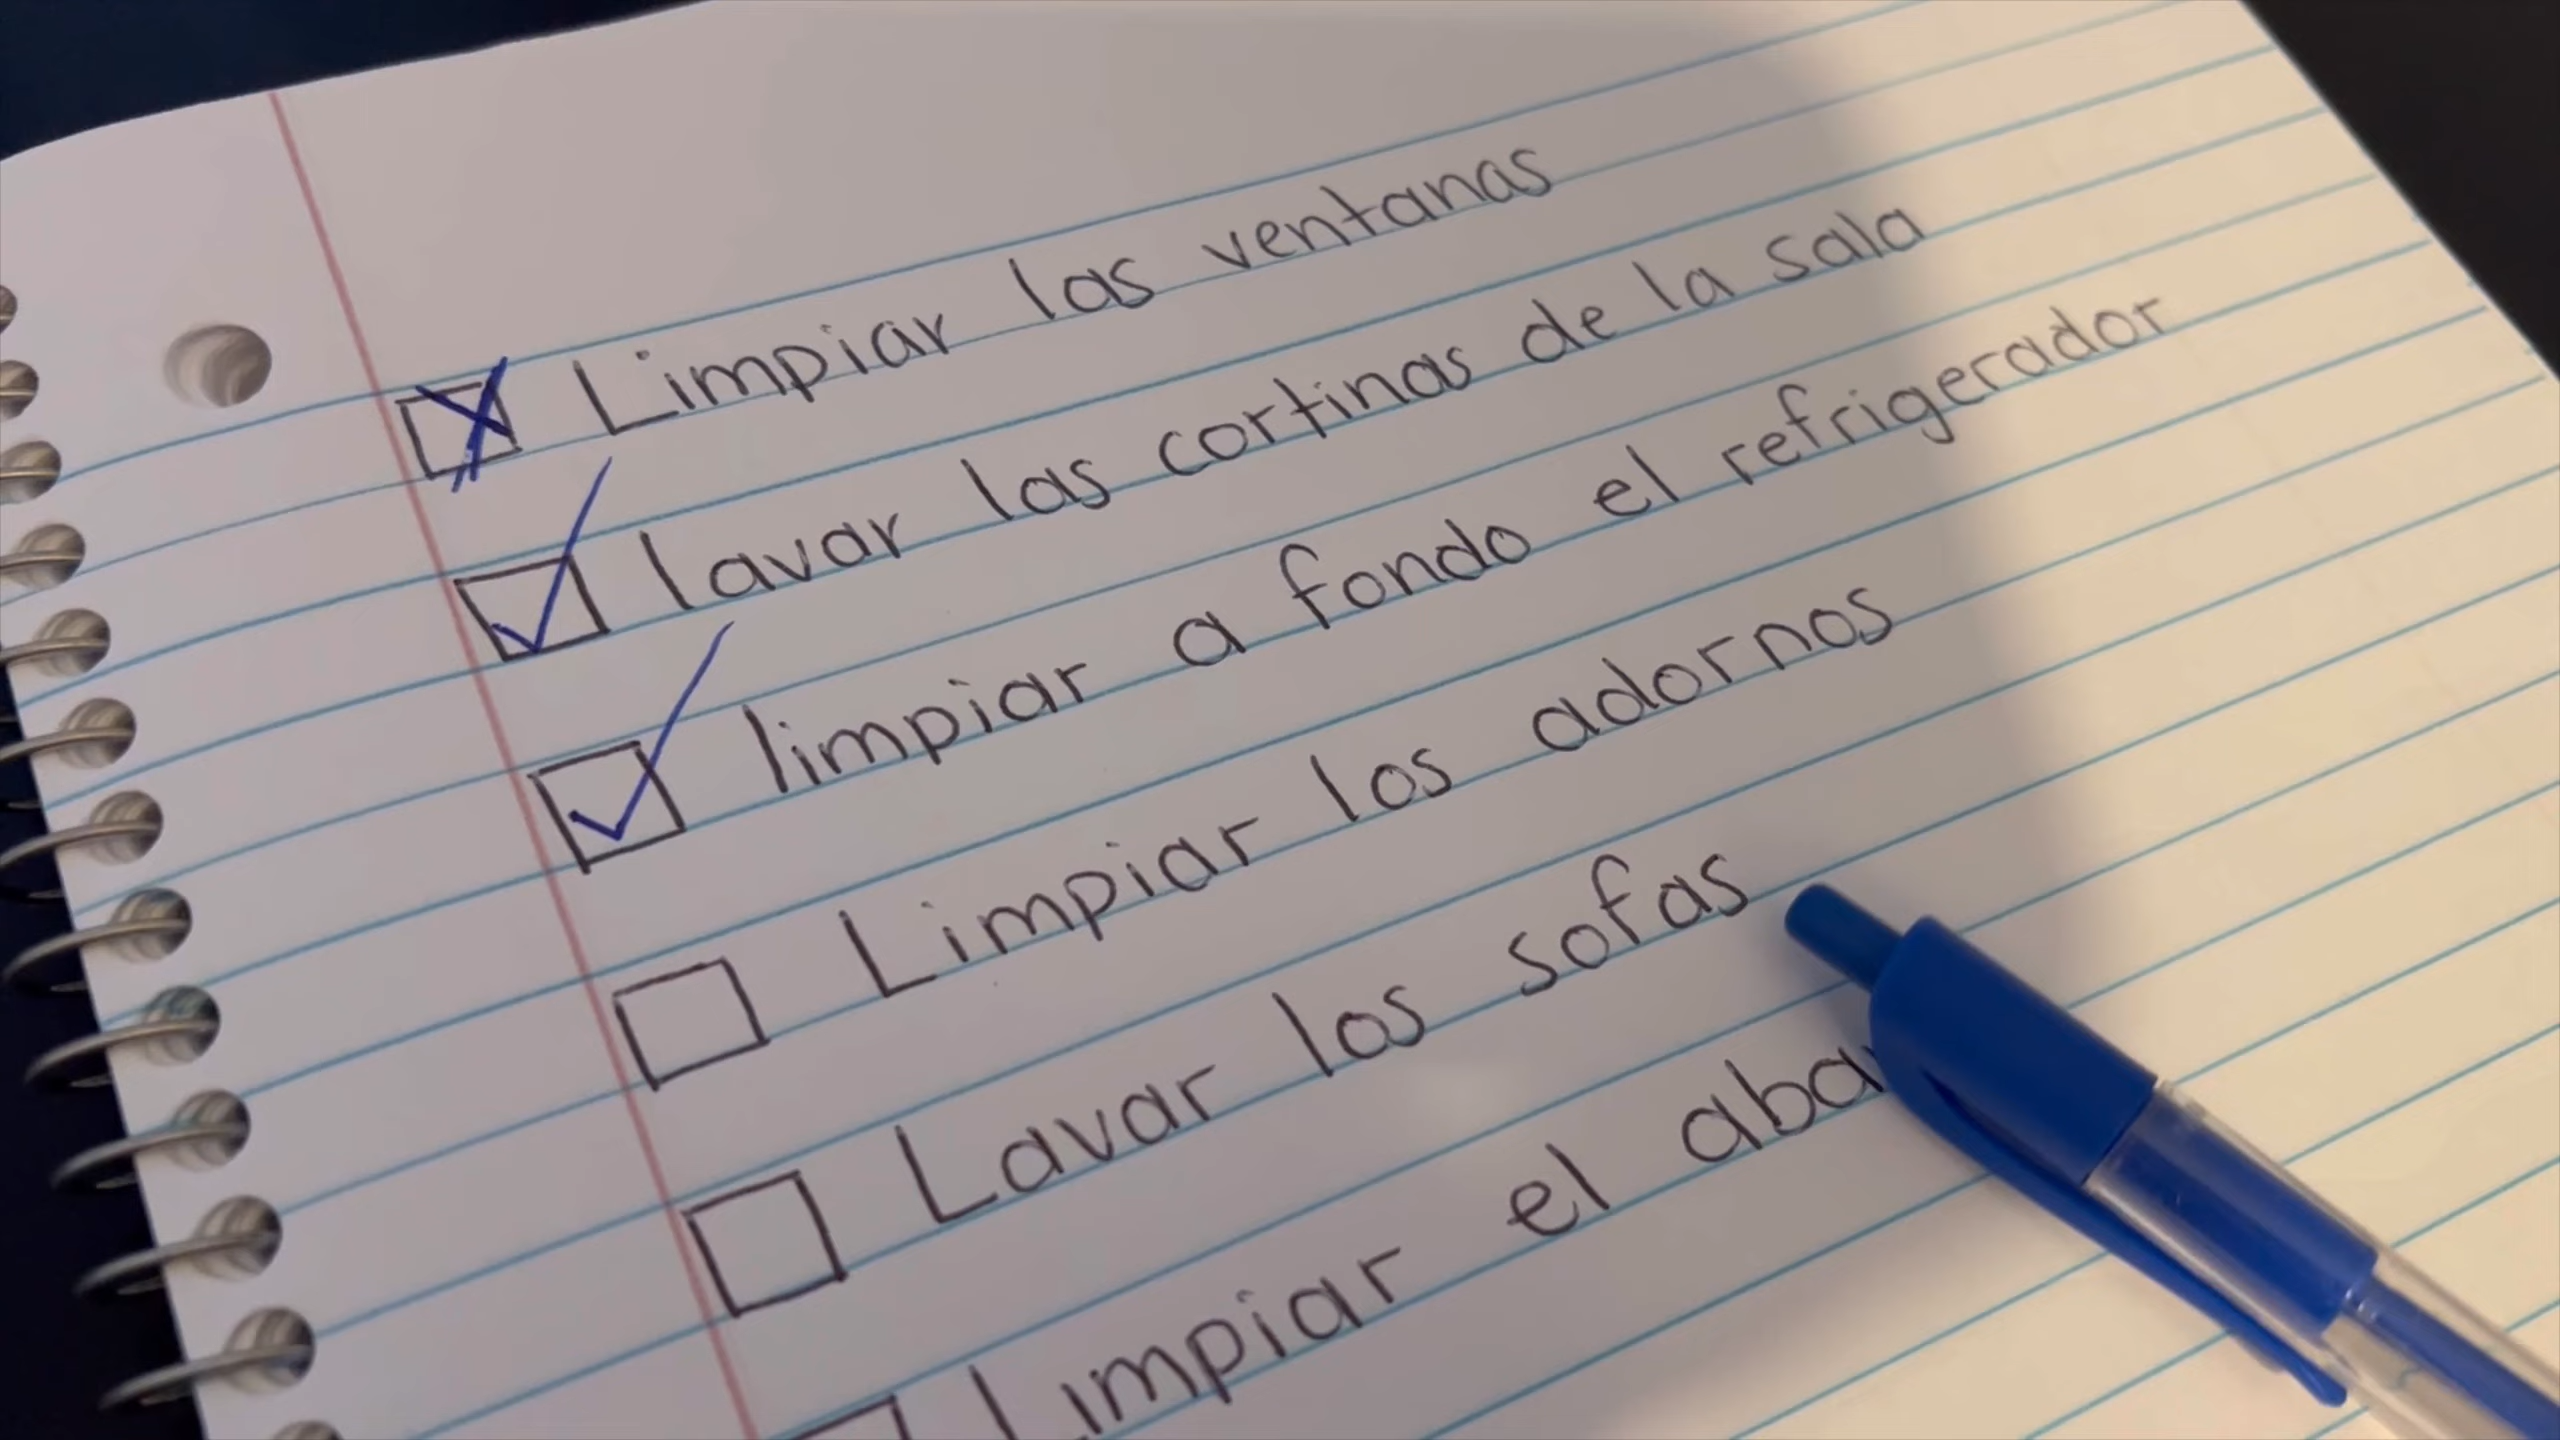 Limpiar las ventanas
lavar las cortinas de la sala
limpiar a fondo el refrigerador
Limpiar los adornos
Lavar los sofas
Limpiar el